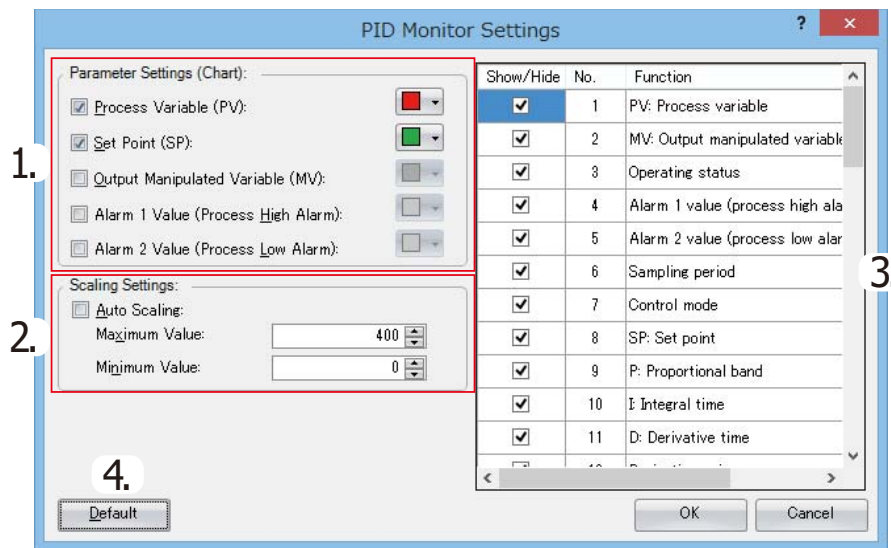 PID Monitor Settings
?
×
1.
Parameter Settings (Chart):
Process Variable (PV):
Set Point (SP):
Output Manipulated Variable (MV):
Alarm 1 Value (Process High Alarm):
Alarm 2 Value (Process Low Alarm):
2.
Scaling Settings:
Auto Scaling:
Maximum Value: 400
Minimum Value: 0
3
Show/Hide No. Function
1 PV: Process variable
2 MV: Output manipulated variable
3 Operating status
4 Alarm 1 value (process high ala
5 Alarm 2 value (process low alar
6 Sampling period
7 Control mode
8 SP: Set point
9 P: Proportional band
10 I: Integral time
11 D: Derivative time
4.
Default
OK
Cancel